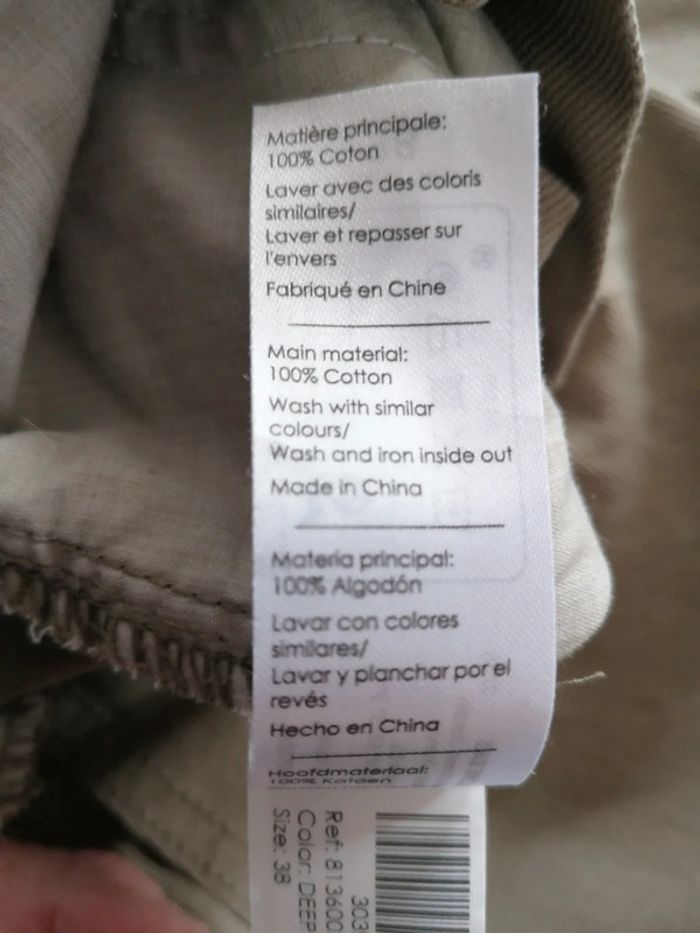 Matière principale:
100% Coton
Laver avec des coloris
similaires/
Laver et repasser sur
l'envers
Fabriqué en Chine
Main material:
100% Cotton
Wash with similar
colours/
Wash and iron inside out
Made in China
Materia principal:
100% Algodón
Lavar con colores
similares/
Lavar y planchar por el
revés
Hecho en China
Hoofdmateriaal:
100% Katoen
303
Ref: 813600
Color: DEEP
Size: 38